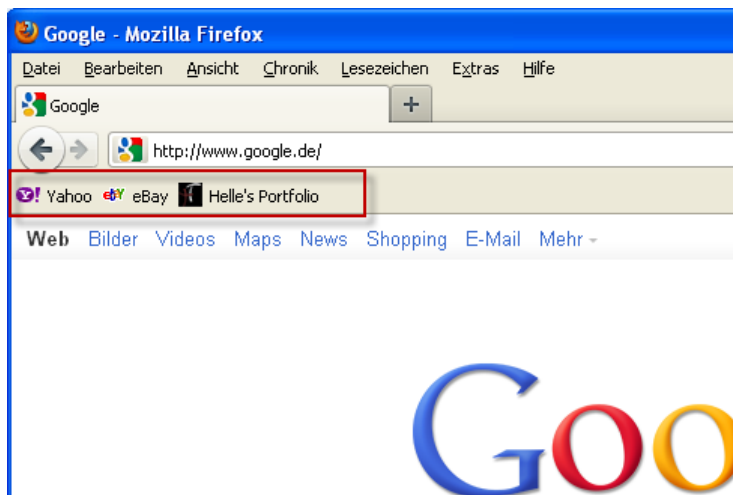 Google - Mozilla Firefox
Datei Bearbeiten Ansicht Chronik Lesezeichen Extras Hilfe
Google +
http://www.google.de/
Y! Yahoo ebY eBay Helle's Portfolio
Web Bilder Videos Maps News Shopping E-Mail Mehr
Goo